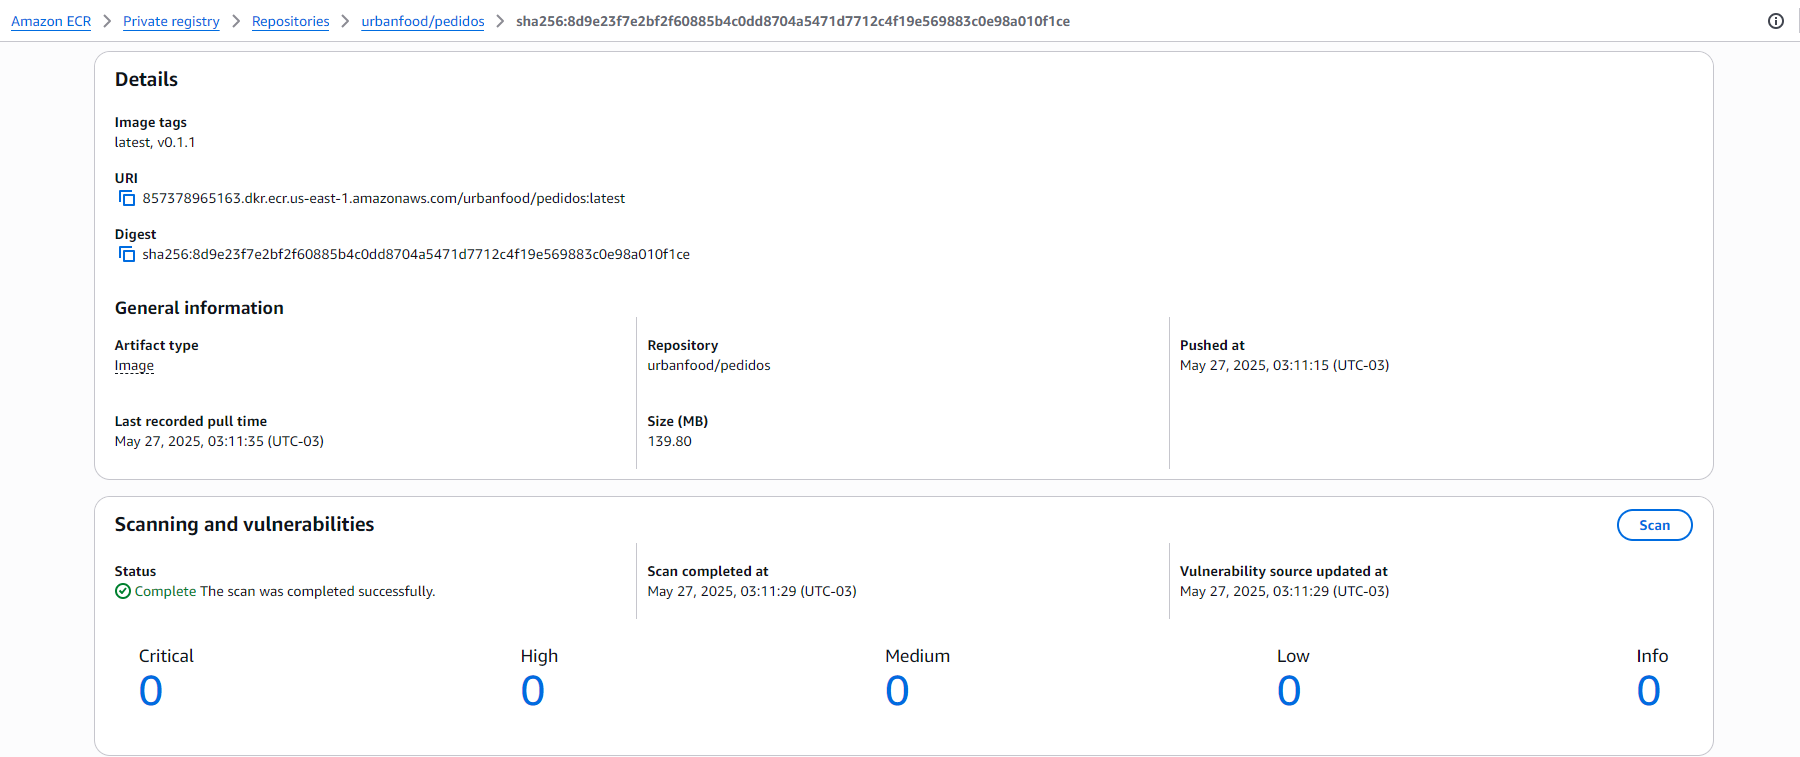 Amazon ECR > Private registry > Repositories > urbanfood/pedidos > sha256:8d9e23f7e2bf2f60885b4c0dd8704a5471d7712c4f19e569883c0e98a010f1ce
Details
Image tags
latest, v0.1.1
URI
857378965163.dkr.ecr.us-east-1.amazonaws.com/urbanfood/pedidos:latest
Digest
sha256:8d9e23f7e2bf2f60885b4c0dd8704a5471d7712c4f19e569883c0e98a010f1ce
General information
Artifact type
Image
Repository
urbanfood/pedidos
Pushed at
May 27, 2025, 03:11:15 (UTC-03)
Last recorded pull time
May 27, 2025, 03:11:35 (UTC-03)
Size (MB)
139.80
Scanning and vulnerabilities
Scan
Status
Complete The scan was completed successfully.
Scan completed at
May 27, 2025, 03:11:29 (UTC-03)
Vulnerability source updated at
May 27, 2025, 03:11:29 (UTC-03)
Critical
0
High
0
Medium
0
Low
0
Info
0